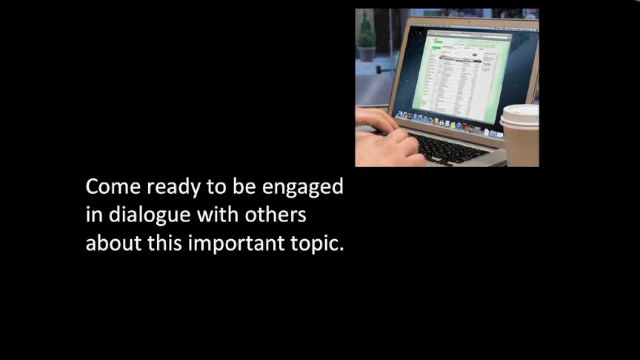 Come ready to be engaged
in dialogue with others
about this important topic.